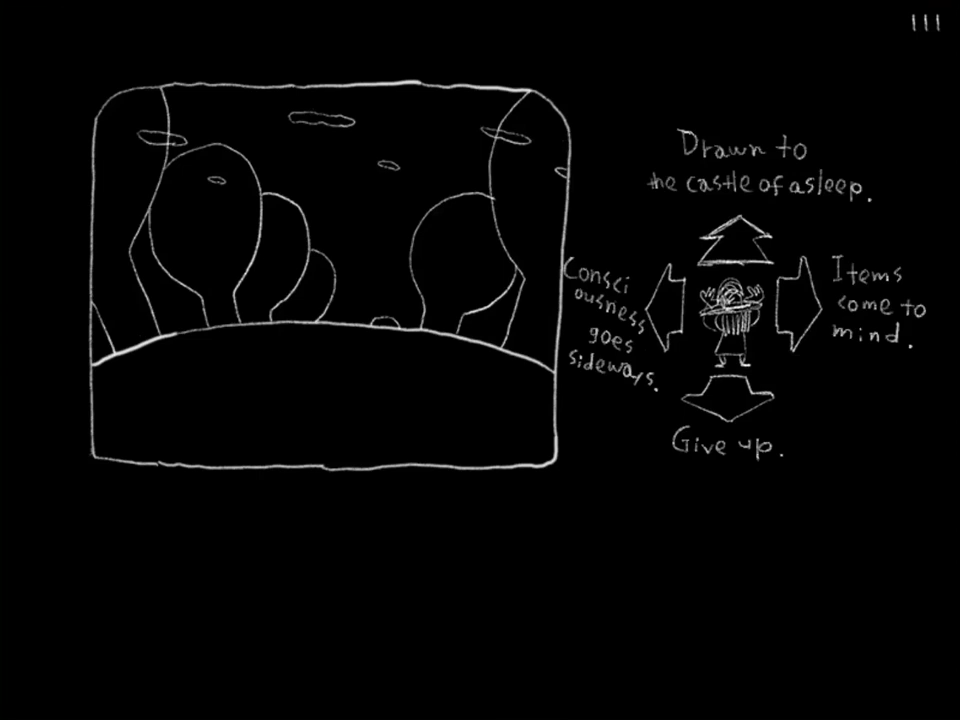 111
Drawn to
the castle of asleep.
Consci
ousness
goes
sideways.
Items
come to
mind.
Give up.